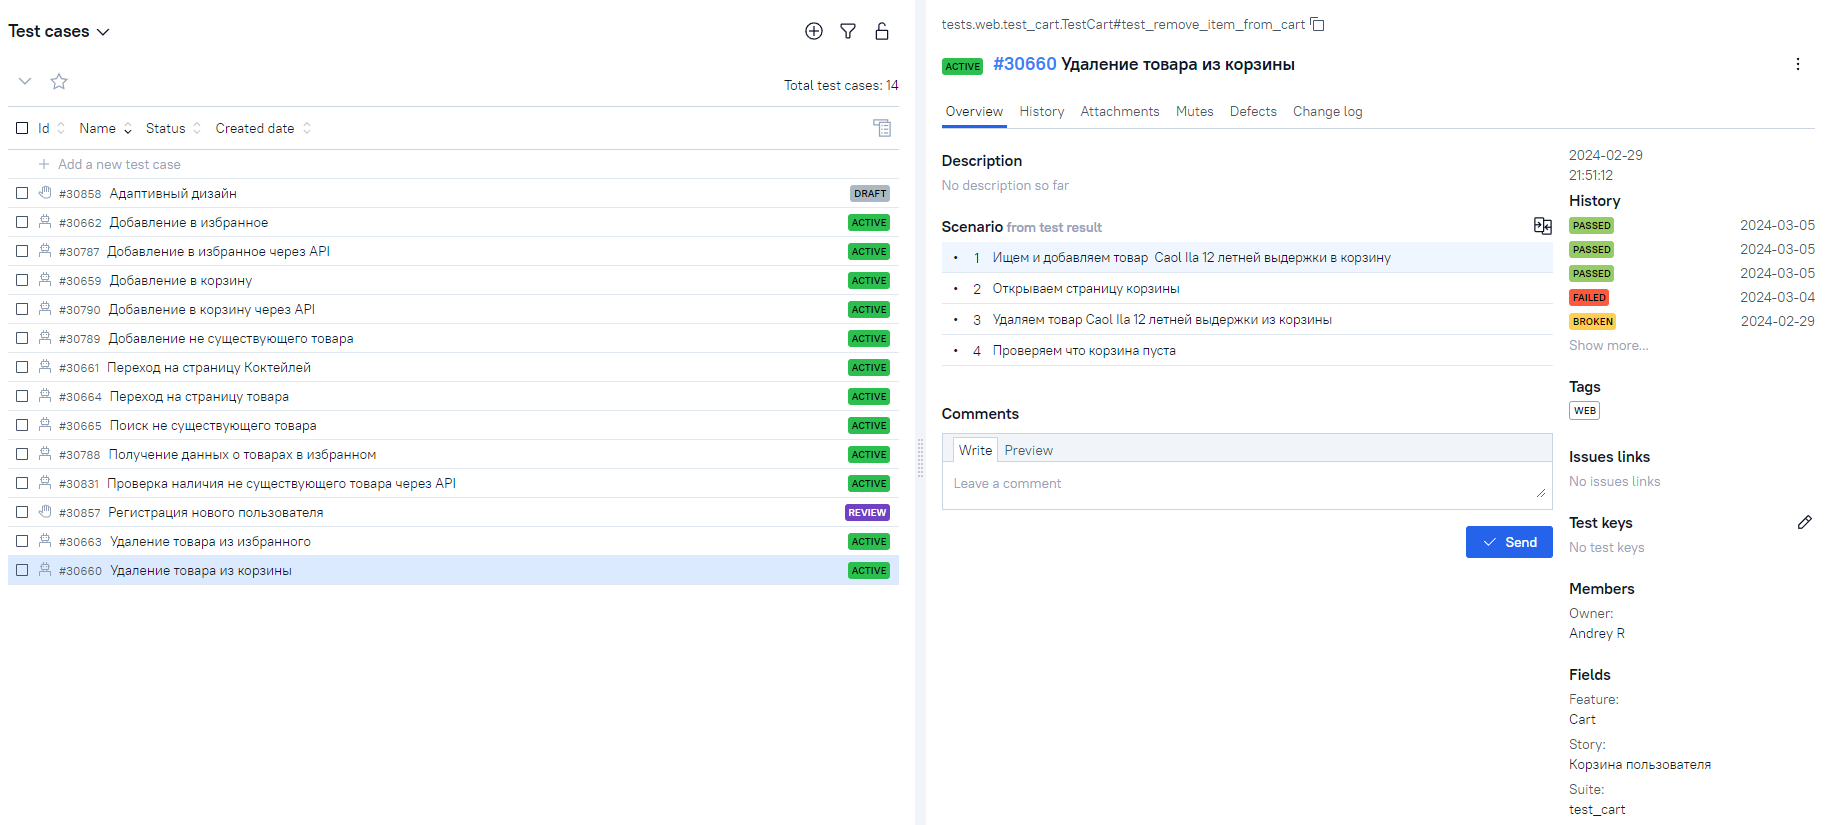 Test cases
Total test cases: 14
Id Name Status Created date
Add a new test case
#30858 Адаптивный дизайн DRAFT
#30662 Добавление в избранное ACTIVE
#30787 Добавление в избранное через API ACTIVE
#30659 Добавление в корзину ACTIVE
#30790 Добавление в корзину через API ACTIVE
#30789 Добавление не существующего товара ACTIVE
#30661 Переход на страницу Коктейлей ACTIVE
#30664 Переход на страницу товара ACTIVE
#30665 Поиск не существующего товара ACTIVE
#30788 Получение данных о товарах в избранном ACTIVE
#30831 Проверка наличия не существующего товара через API ACTIVE
#30857 Регистрация нового пользователя REVIEW
#30663 Удаление товара из избранного ACTIVE
#30660 Удаление товара из корзины ACTIVE
tests.web.test_cart.TestCart#test_remove_item_from_cart
ACTIVE #30660 Удаление товара из корзины
Overview History Attachments Mutes Defects Change log
Description
No description so far
Scenario from test result
1 Ищем и добавляем товар Caol Ila 12 летней выдержки в корзину
2 Открываем страницу корзины
3 Удаляем товар Caol Ila 12 летней выдержки из корзины
4 Проверяем что корзина пуста
Comments
Write Preview
Leave a comment
Send
2024-02-29
21:51:12
History
PASSED 2024-03-05
PASSED 2024-03-05
PASSED 2024-03-05
FAILED 2024-03-04
BROKEN 2024-02-29
Show more...
Tags
WEB
Issues links
No issues links
Test keys
No test keys
Members
Owner:
Andrey R
Fields
Feature:
Cart
Story:
Корзина пользователя
Suite:
test_cart